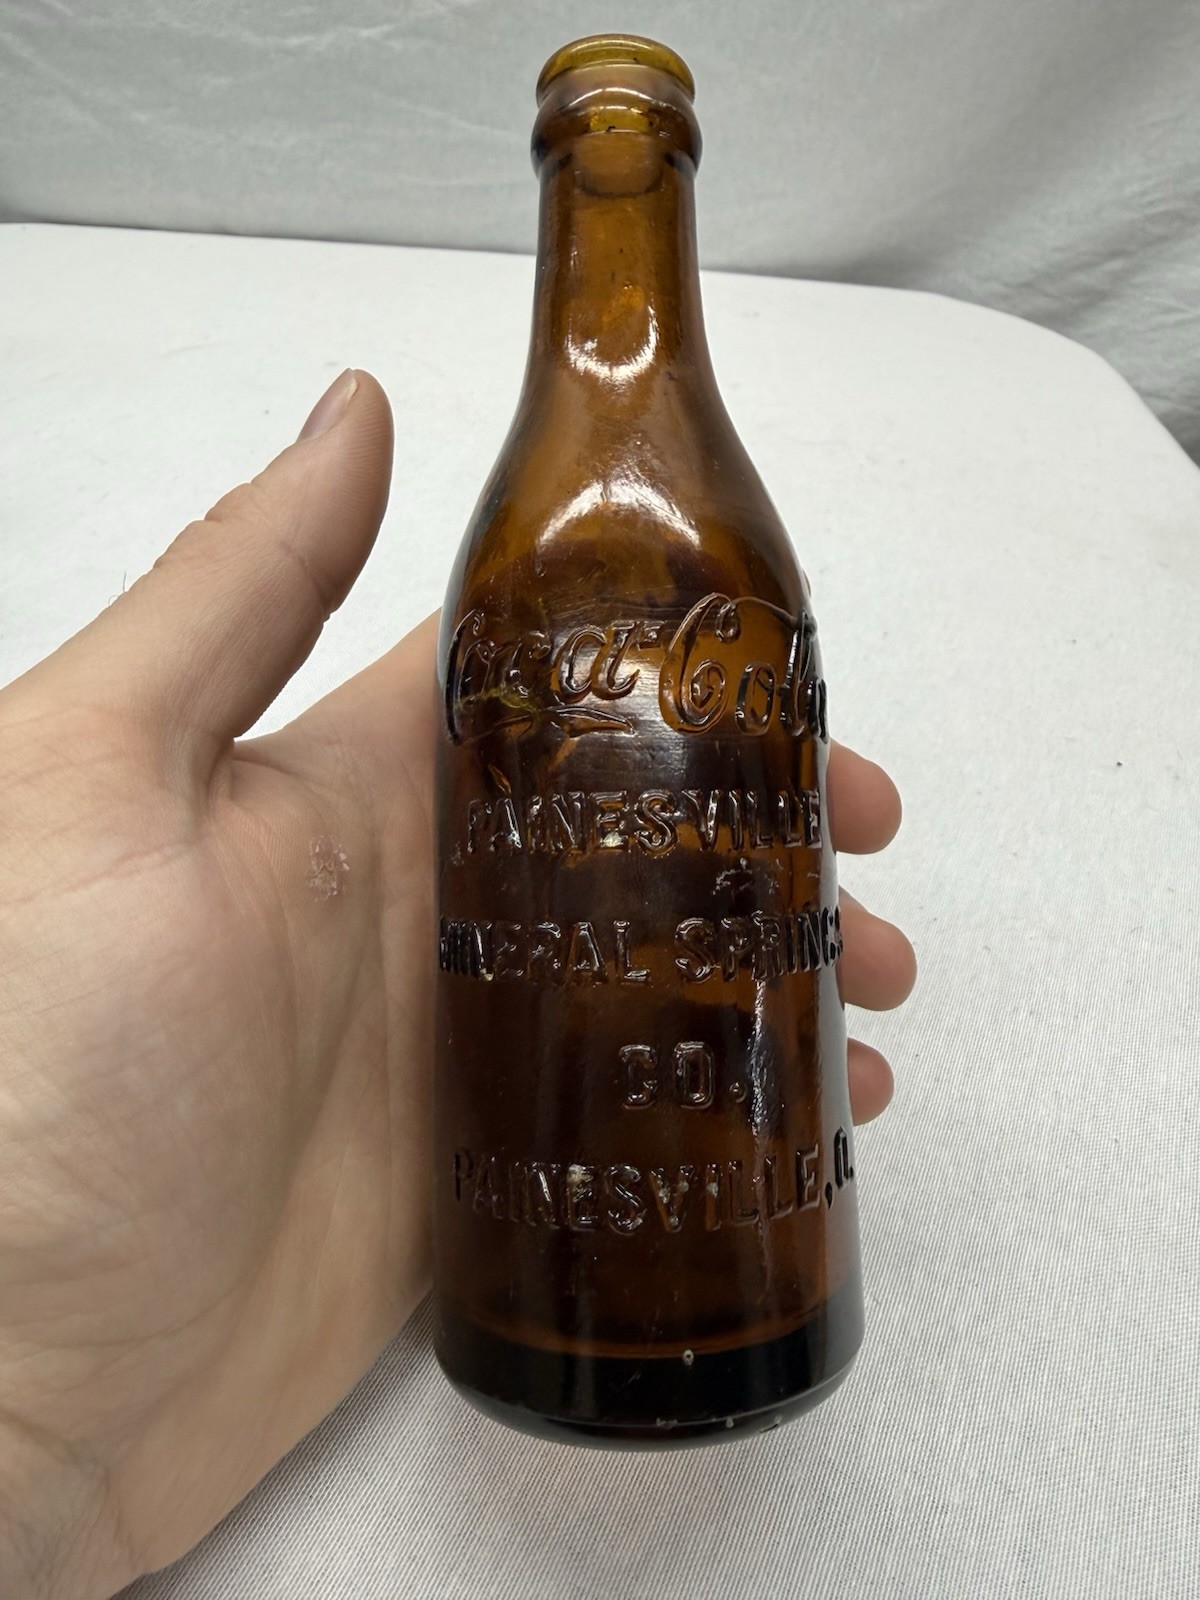 Coca-Cola
PAINESVILLE
MINERAL SPRINGS
CO.
PAINESVILLE, O.